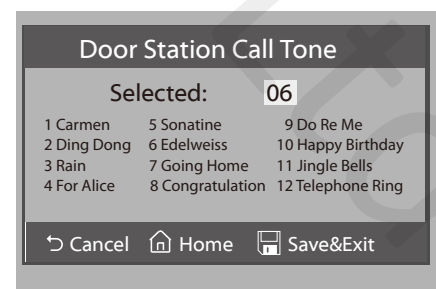 Door Station Call Tone
Selected: 06
1 Carmen 5 Sonatine 9 Do Re Me
2 Ding Dong 6 Edelweiss 10 Happy Birthday
3 Rain 7 Going Home 11 Jingle Bells
4 For Alice 8 Congratulation 12 Telephone Ring
Cancel Home Save&Exit